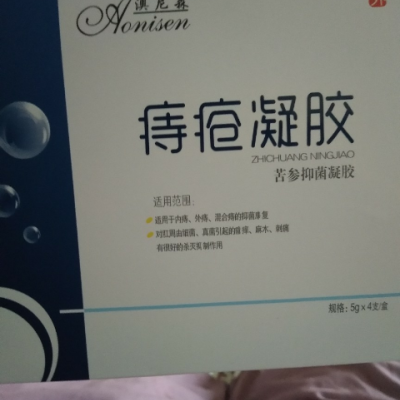 澳尼森
Aonisen
痔疮凝胶
ZHICHUANG NINGJIAO
苦参抑菌凝胶
适用范围:
适用于内痔、外痔、混合痔的抑菌
对肛周由细菌、真菌引起的瘙痒、麻木、刺痛
有很好的杀灭抑制作用
规格:5g×4支/盒